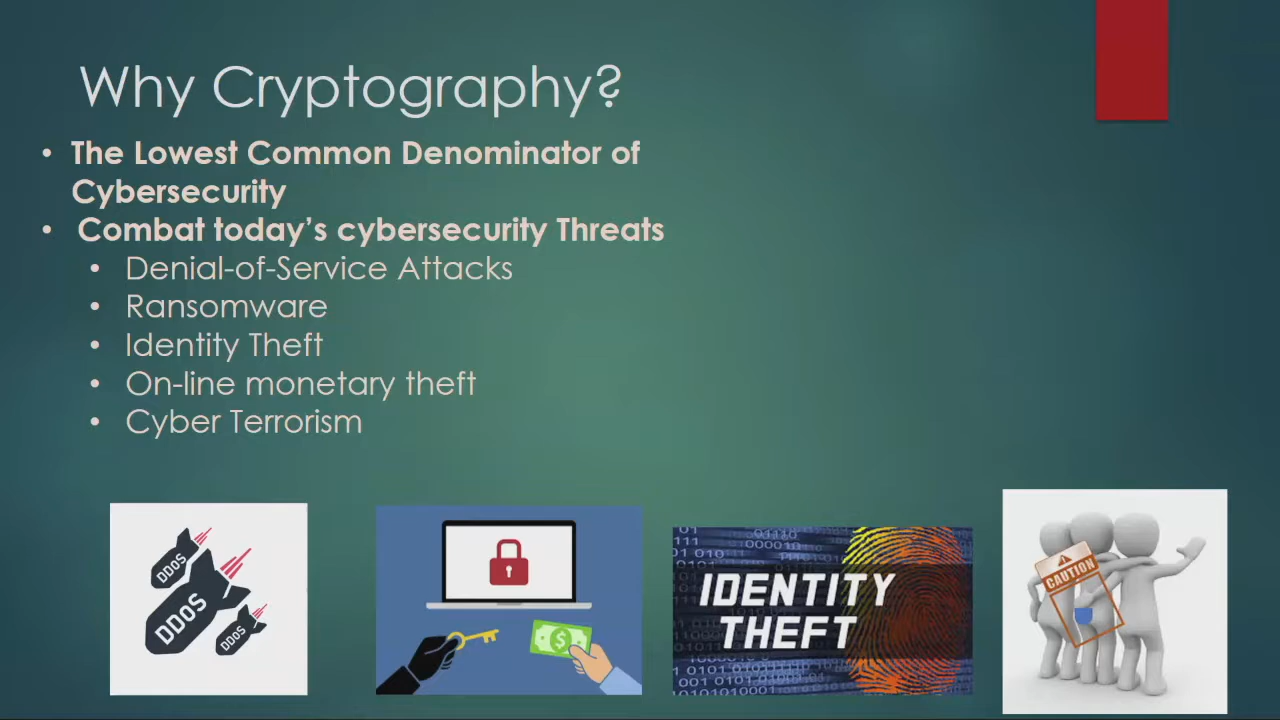 Why Cryptography?
• The Lowest Common Denominator of
Cybersecurity
• Combat today’s cybersecurity Threats
• Denial-of-Service Attacks
• Ransomware
• Identity Theft
• On-line monetary theft
• Cyber Terrorism
DDOS
DDOS
DDOS
$
IDENTITY
THEFT
CAUTION